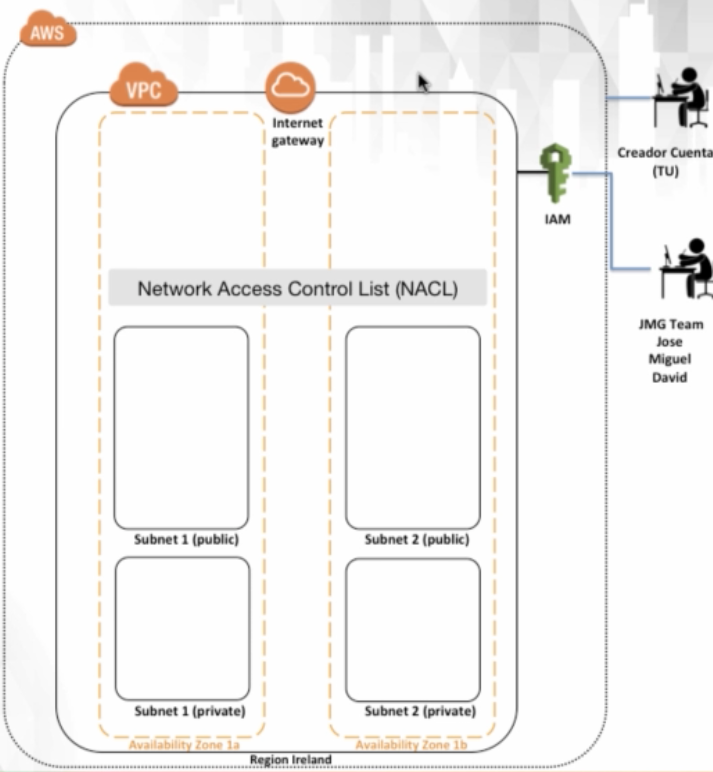 AWS
VPC
Internet
gateway
Creador Cuenta
(TU)
IAM
Network Access Control List (NACL)
JMG Team
Jose
Miguel
David
Subnet 1 (public)
Subnet 2 (public)
Subnet 1 (private)
Subnet 2 (private)
Availability Zone 1a
Availability Zone 1b
Region Ireland